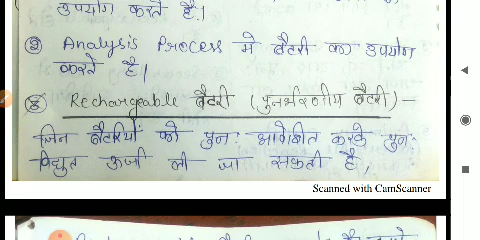 उपयोग करते है।
② Analysis Process मे बैटरी का उपयोग
करते है।
④ Rechargeable बैटरी (पुनर्भरणीय बैटरी) -
जिन बैटरियों को पुनः आवेशित करके पुनः
विद्युत ऊर्जा ली जा सकती है,
Scanned with CamScanner